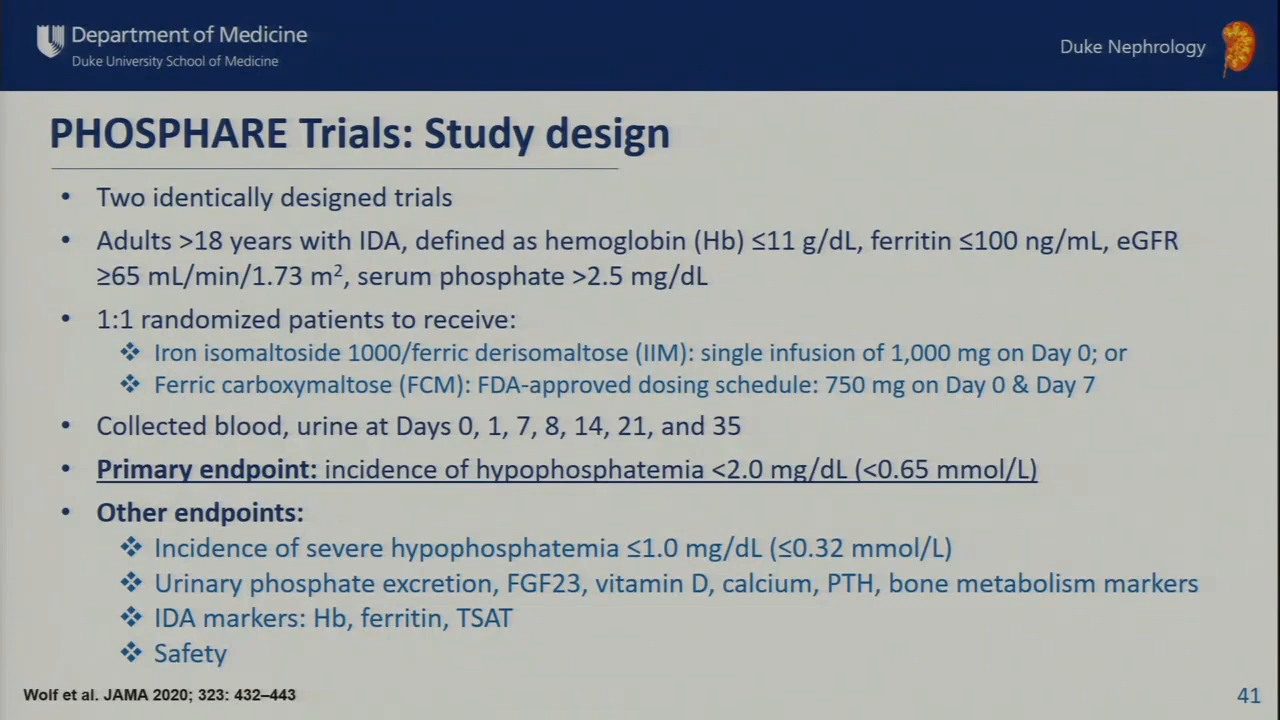 Department of Medicine
Duke University School of Medicine
Duke Nephrology
PHOSPHARE Trials: Study design
• Two identically designed trials
• Adults >18 years with IDA, defined as hemoglobin (Hb) ≤11 g/dL, ferritin ≤100 ng/mL, eGFR
≥65 mL/min/1.73 m², serum phosphate >2.5 mg/dL
• 1:1 randomized patients to receive:
❖ Iron isomaltoside 1000/ferric derisomaltose (IIM): single infusion of 1,000 mg on Day 0; or
❖ Ferric carboxymaltose (FCM): FDA-approved dosing schedule: 750 mg on Day 0 & Day 7
• Collected blood, urine at Days 0, 1, 7, 8, 14, 21, and 35
• Primary endpoint: incidence of hypophosphatemia <2.0 mg/dL (<0.65 mmol/L)
• Other endpoints:
❖ Incidence of severe hypophosphatemia ≤1.0 mg/dL (≤0.32 mmol/L)
❖ Urinary phosphate excretion, FGF23, vitamin D, calcium, PTH, bone metabolism markers
❖ IDA markers: Hb, ferritin, TSAT
❖ Safety
Wolf et al. JAMA 2020; 323: 432–443
41